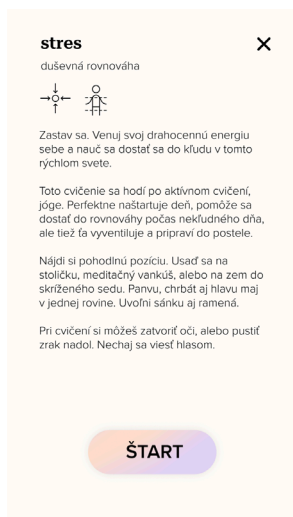 stres
duševná rovnováha
Zastav sa. Venuj svoj drahocennú energiu
sebe a nauč sa dostať sa do kľudu v tomto
rýchlom svete.
Toto cvičenie sa hodí po aktívnom cvičení,
jóge. Perfektne naštartuje deň, pomôže sa
dostať do rovnováhy počas nekľudného dňa,
ale tiež ťa vyventiluje a pripraví do postele.
Nájdi si pohodlnú pozíciu. Usaď sa na
stoličku, meditačný vankúš, alebo na zem do
skríženého sedu. Panvu, chrbát aj hlavu maj
v jednej rovine. Uvoľni sánku aj ramená.
Pri cvičení si môžeš zatvoriť oči, alebo pustiť
zrak nadol. Nechaj sa viesť hlasom.
ŠTART